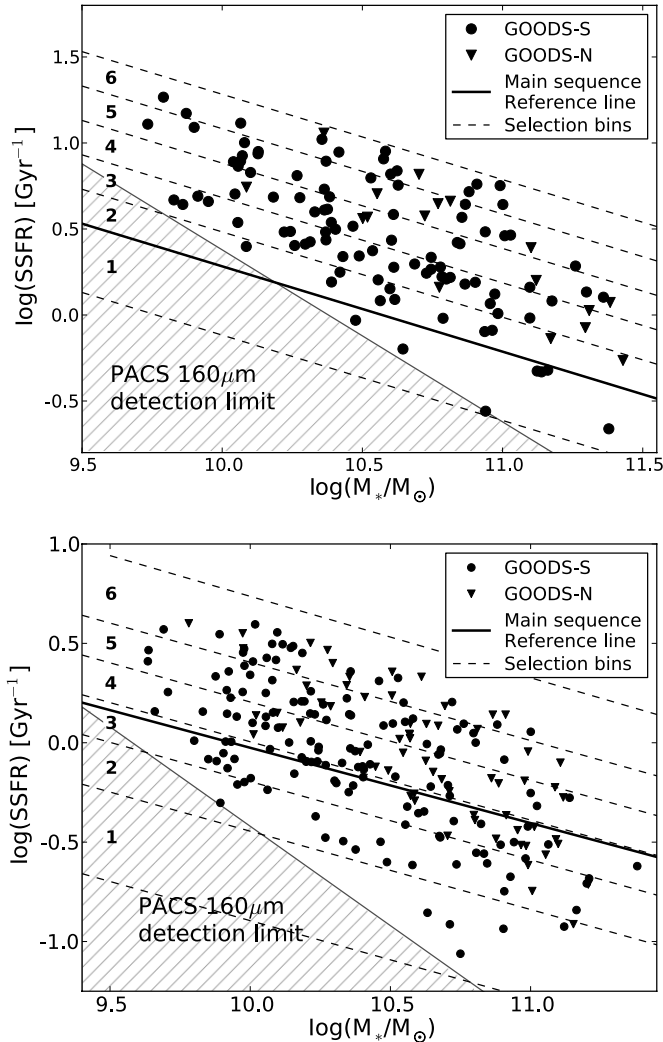 GOODS-S
GOODS-N
Main sequence
Reference line
Selection bins
1.5
1.0
0.5
0.0
-0.5
6
5
4
3
2
1
log(SSFR) [Gyr⁻¹]
PACS 160μm
detection limit
9.5 10.0 10.5 11.0 11.5
log(M*/M⊙)
GOODS-S
GOODS-N
Main sequence
Reference line
Selection bins
1.0
0.5
0.0
-0.5
-1.0
6
5
4
3
2
1
log(SSFR) [Gyr⁻¹]
PACS 160μm
detection limit
9.5 10.0 10.5 11.0
log(M*/M⊙)